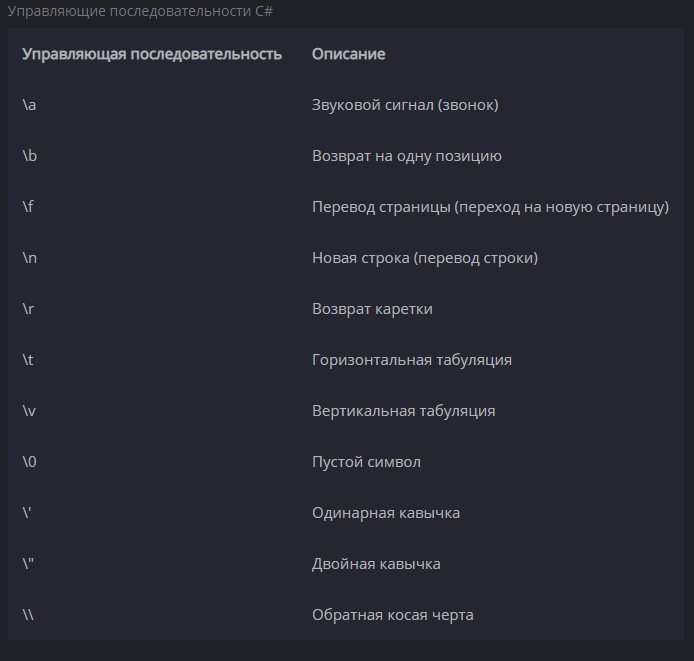 Управляющие последовательности C#
Управляющая последовательность Описание
\a Звуковой сигнал (звонок)
\b Возврат на одну позицию
\f Перевод страницы (переход на новую страницу)
\n Новая строка (перевод строки)
\r Возврат каретки
\t Горизонтальная табуляция
\v Вертикальная табуляция
\0 Пустой символ
\' Одинарная кавычка
\" Двойная кавычка
\\ Обратная косая черта